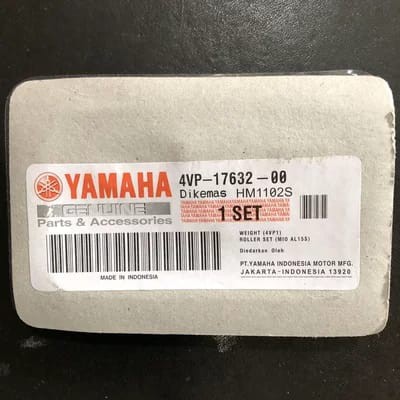 YAMAHA
4VP-17632-00
Dikemas HM1102S
GENUINE
Parts & Accessories
1 SET
WEIGHT (4VP1)
ROLLER SET (MIO AL155)
Diedarkan Oleh
MADE IN INDONESIA
PT.YAMAHA INDONESIA MOTOR MFG.
JAKARTA-INDONESIA 13920